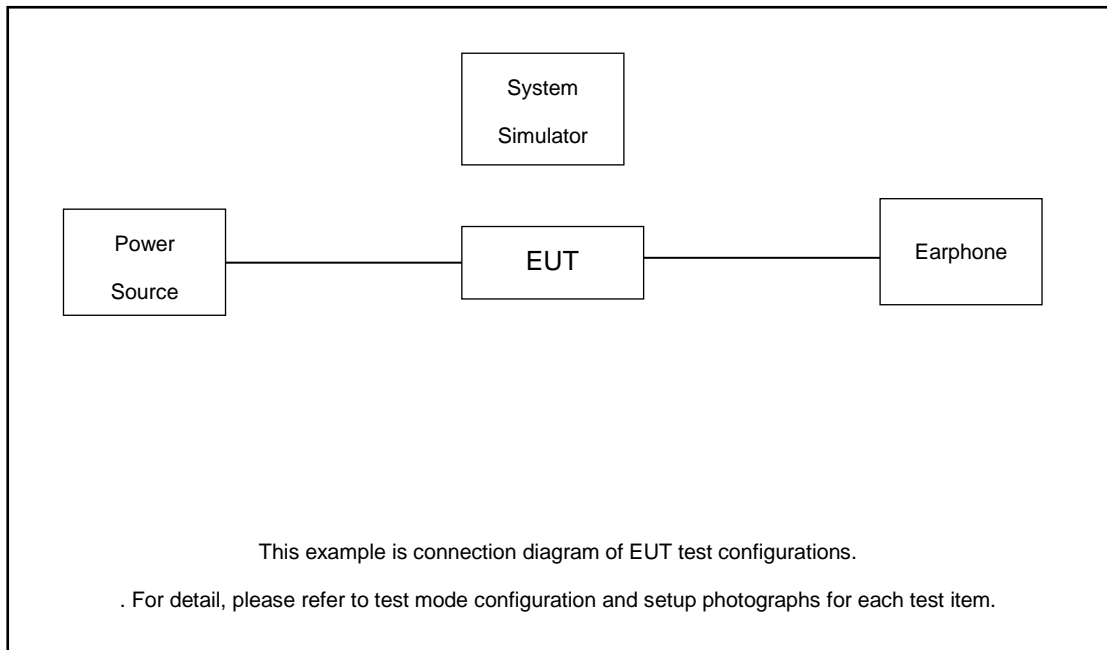 System
Simulator
Power
Source
EUT
Earphone
This example is connection diagram of EUT test configurations.
. For detail, please refer to test mode configuration and setup photographs for each test item.